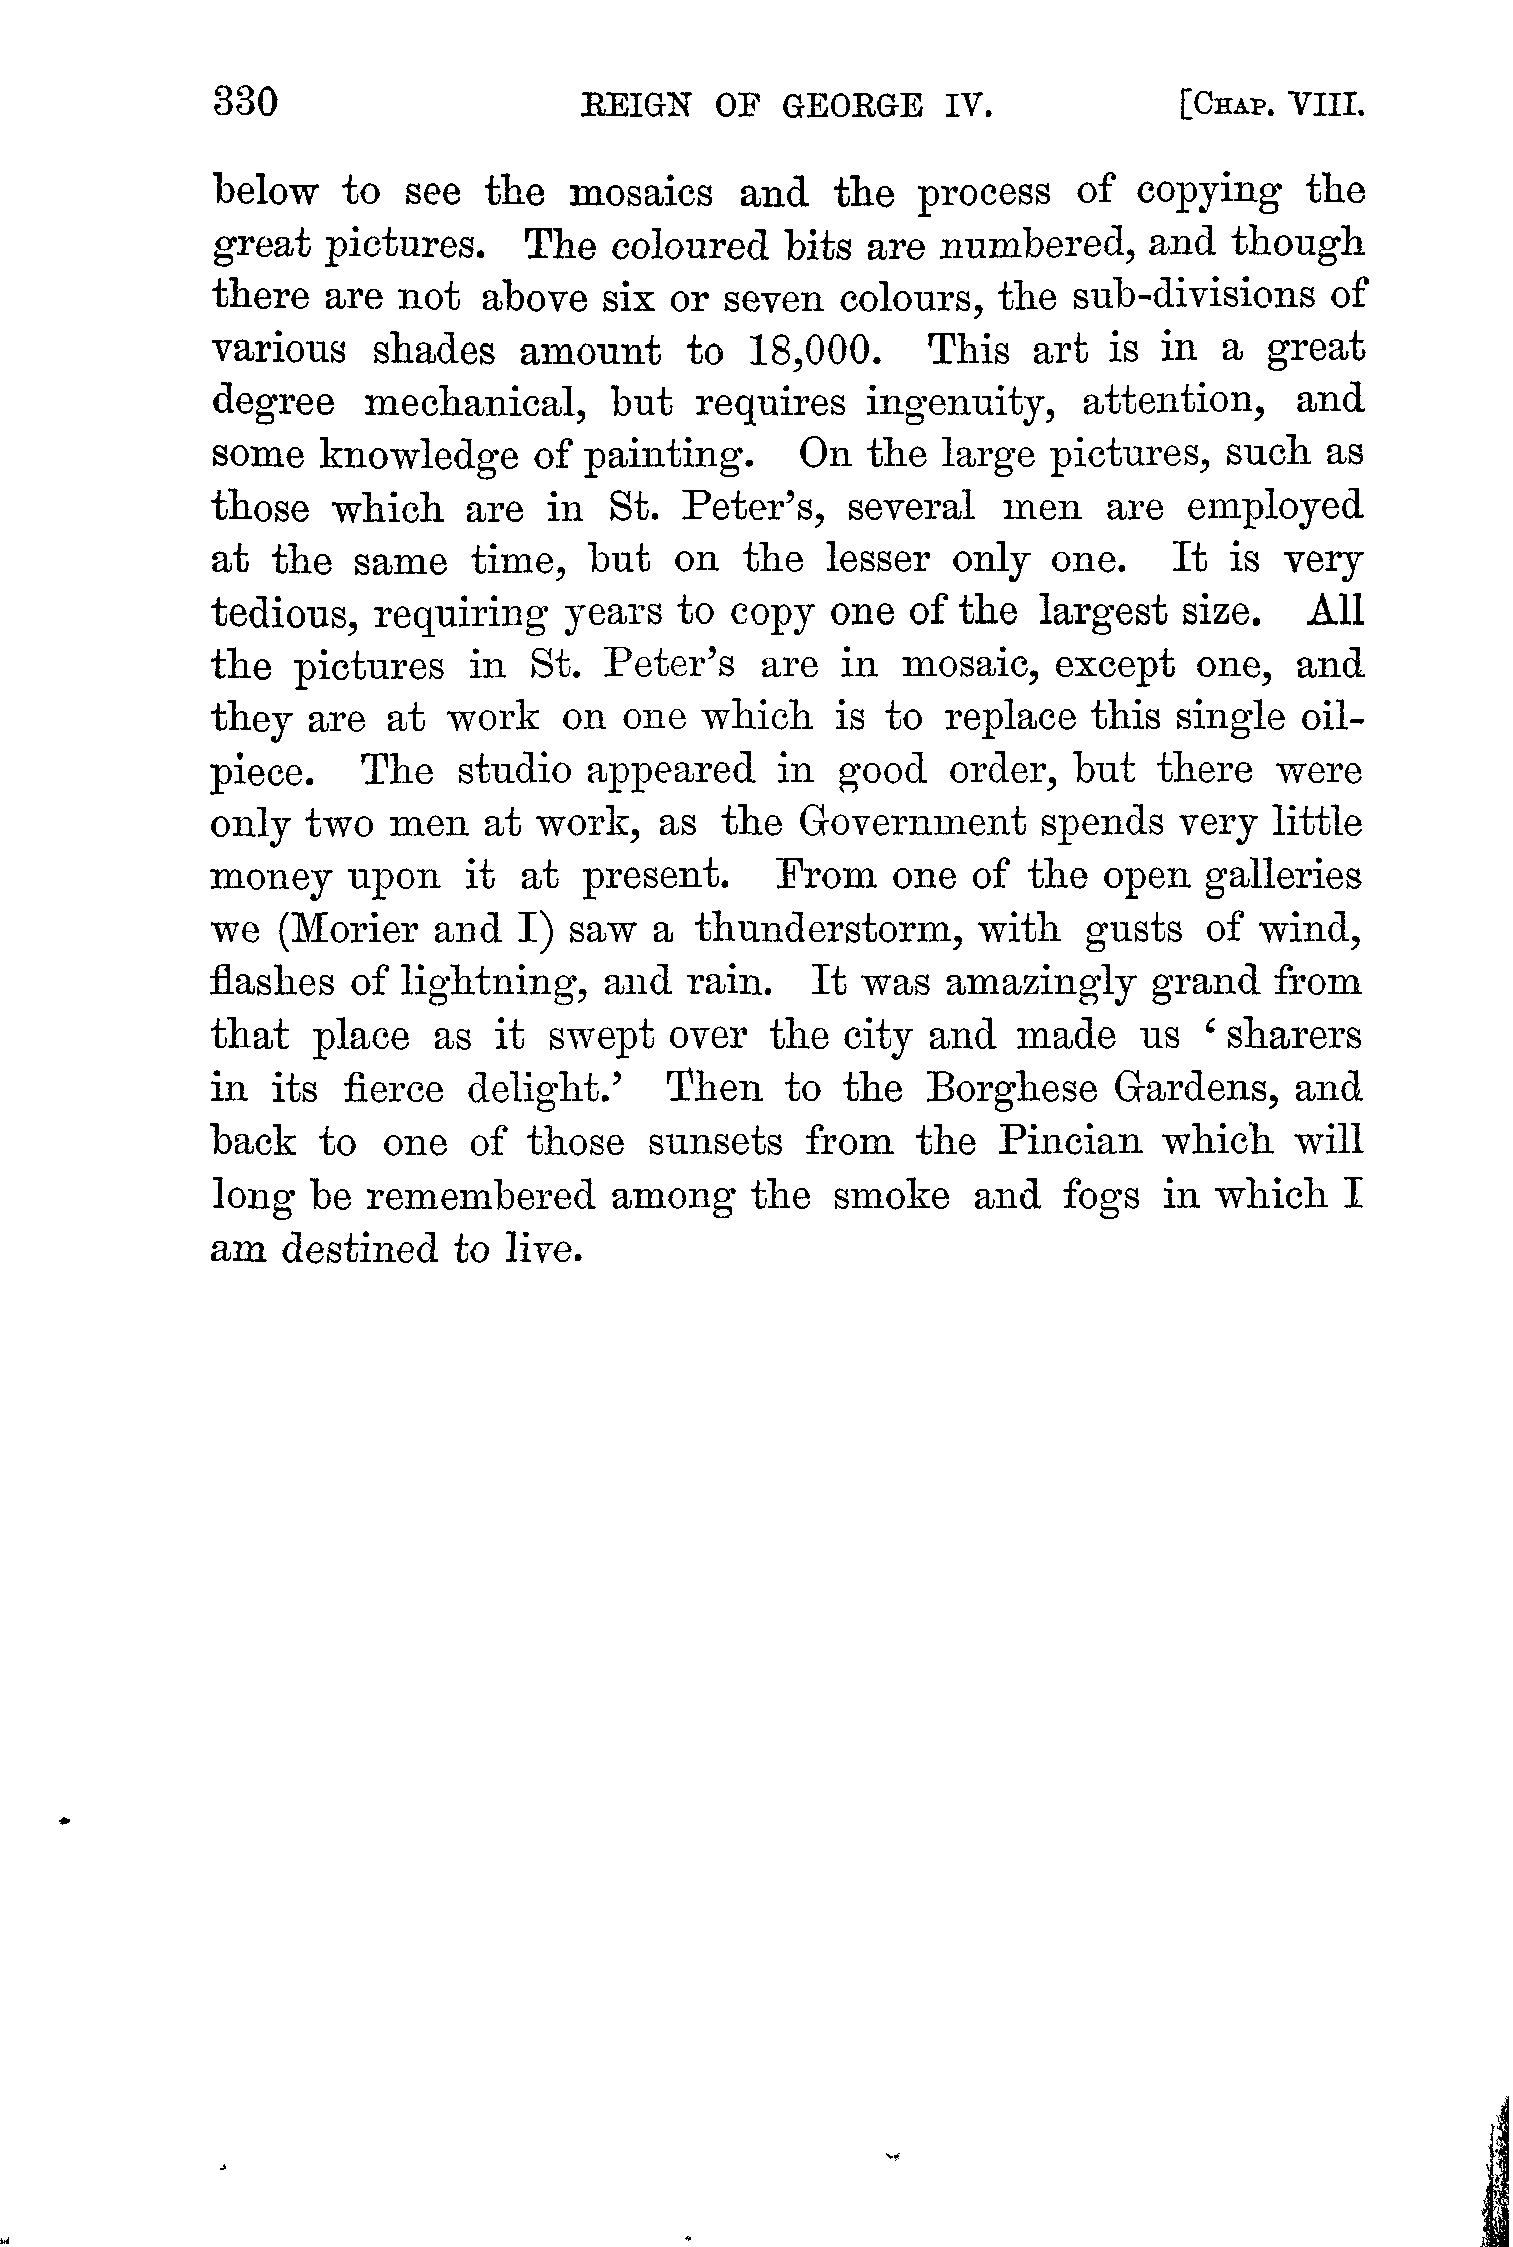 330 REIGN OF GEORGE IV. [CHAP. VIII.
below to see the mosaics and the process of copying the
great pictures. The coloured bits are numbered, and though
there are not above six or seven colours, the sub-divisions of
various shades amount to 18,000. This art is in a great
degree mechanical, but requires ingenuity, attention, and
some knowledge of painting. On the large pictures, such as
those which are in St. Peter's, several men are employed
at the same time, but on the lesser only one. It is very
tedious, requiring years to copy one of the largest size. All
the pictures in St. Peter's are in mosaic, except one, and
they are at work on one which is to replace this single oil-
piece. The studio appeared in good order, but there were
only two men at work, as the Government spends very little
money upon it at present. From one of the open galleries
we (Morier and I) saw a thunderstorm, with gusts of wind,
flashes of lightning, and rain. It was amazingly grand from
that place as it swept over the city and made us ‘ sharers
in its fierce delight.’ Then to the Borghese Gardens, and
back to one of those sunsets from the Pincian which will
long be remembered among the smoke and fogs in which I
am destined to live.